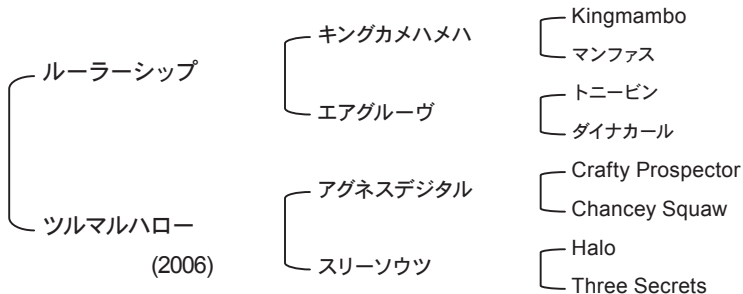 ルーラーシップ
ツルマルハロー
(2006)
キングカメハメハ
エアグルーヴ
アグネスデジタル
スリーソウツ
Kingmambo
マンファス
トニービン
ダイナカール
Crafty Prospector
Chancey Squaw
Halo
Three Secrets